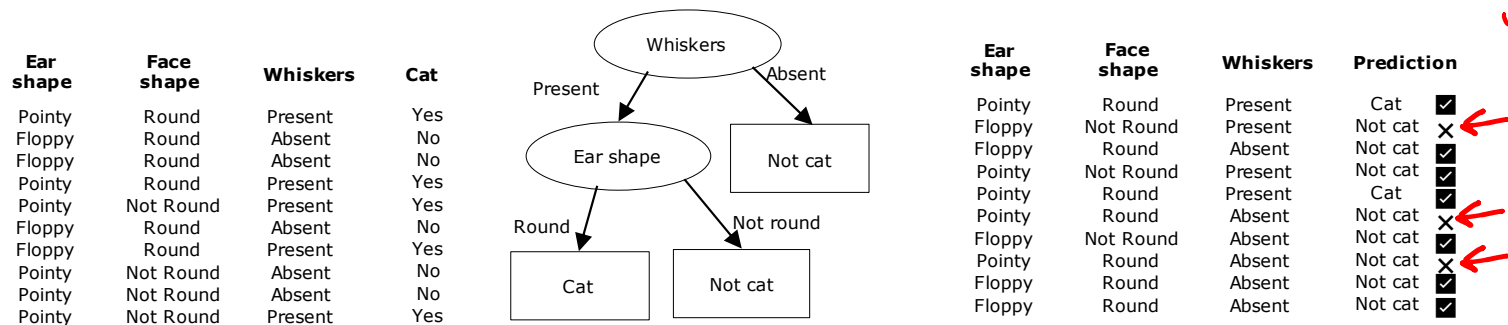 Ear shape Face shape Whiskers Cat
Pointy Round Present Yes
Floppy Round Absent No
Floppy Round Absent No
Pointy Round Present Yes
Pointy Not Round Present Yes
Floppy Round Absent No
Floppy Round Present Yes
Pointy Not Round Absent No
Pointy Not Round Absent No
Pointy Not Round Present Yes
Whiskers
Present
Absent
Ear shape
Not cat
Round
Not round
Cat
Not cat
Ear shape Face shape Whiskers Prediction
Pointy Round Present Cat
Floppy Not Round Present Not cat
Floppy Round Absent Not cat
Pointy Not Round Present Not cat
Pointy Round Present Cat
Pointy Round Absent Not cat
Floppy Not Round Absent Not cat
Pointy Round Absent Not cat
Floppy Round Absent Not cat
Floppy Round Absent Not cat